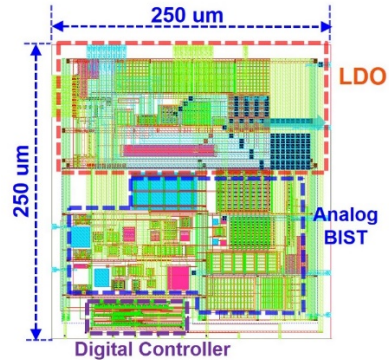 250 um
LDO
250 um
Analog
BIST
Digital Controller